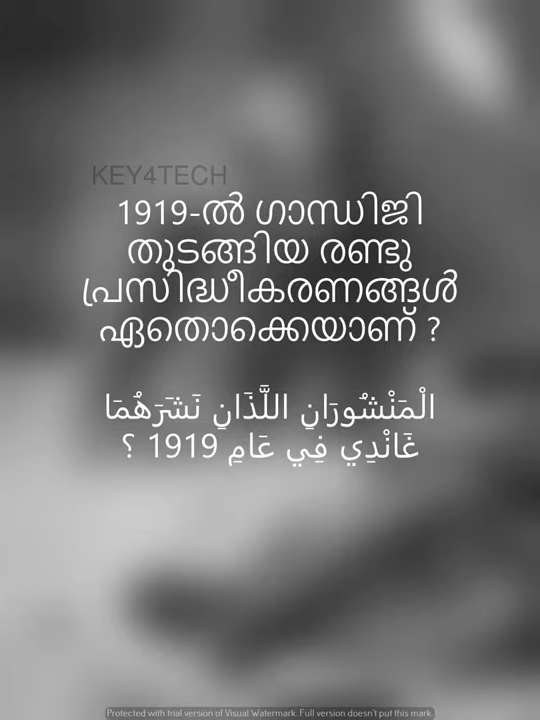 KEY4TECH
1919-ൽ ഗാന്ധിജി
തുടങ്ങിയ രണ്ടു
പ്രസിദ്ധീകരണങ്ങൾ
ഏതൊക്കെയാണ് ?
الْمَنْشُورَانِ اللَّذَانِ نَشَرَهُمَا
غَانْدِي فِي عَامِ 1919 ؟
Protected with trial version of Visual Watermark. Full version doesn't put this mark.